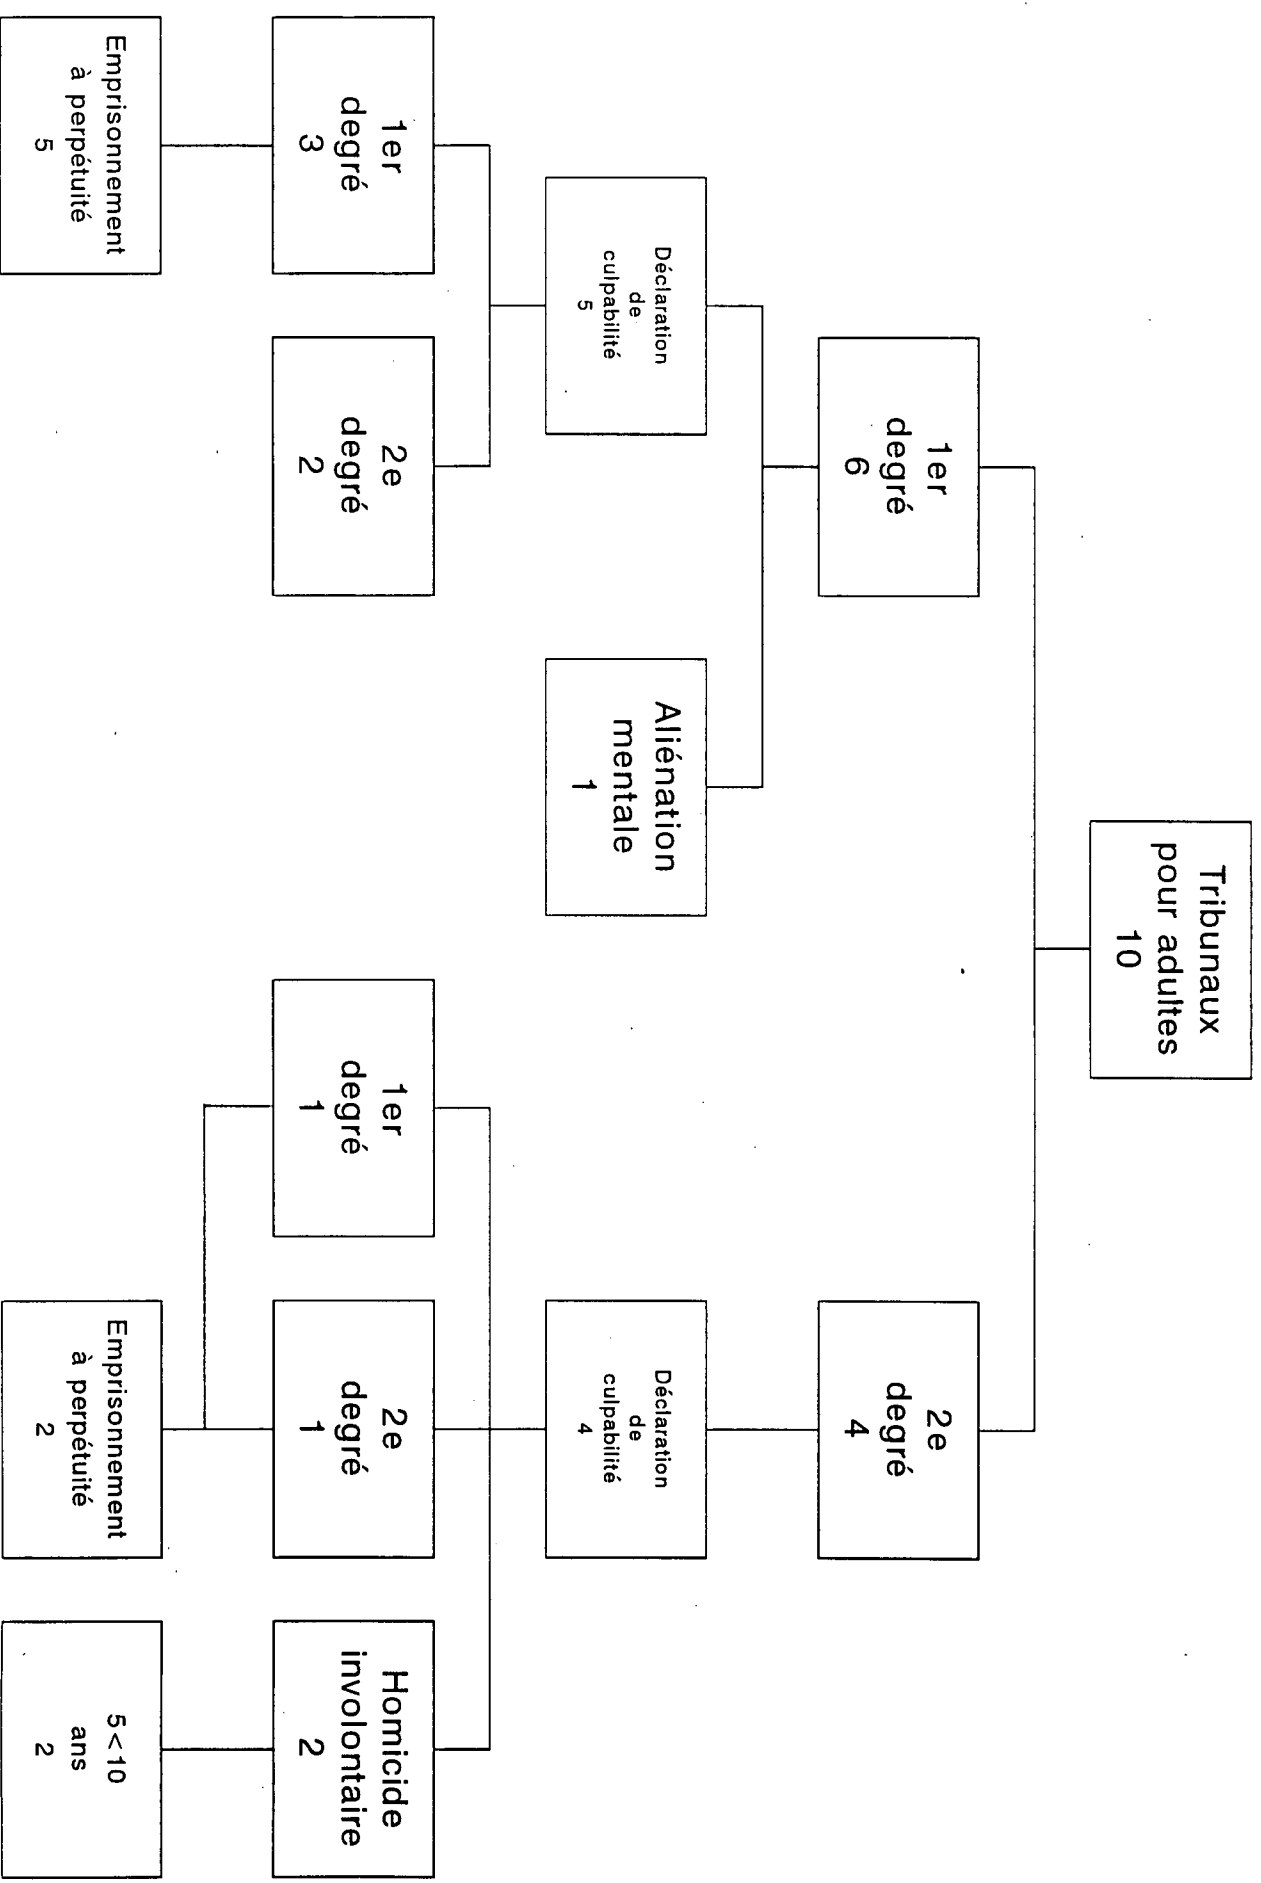 Tribunaux
pour adultes
10
1er
degré
6
2e
degré
4
Déclaration
de
culpabilité
5
Aliénation
mentale
1
Déclaration
de
culpabilité
4
1er
degré
3
2e
degré
2
1er
degré
1
2e
degré
1
Homicide
involontaire
2
Emprisonnement
à perpétuité
5
Emprisonnement
à perpétuité
2
5<10
ans
2